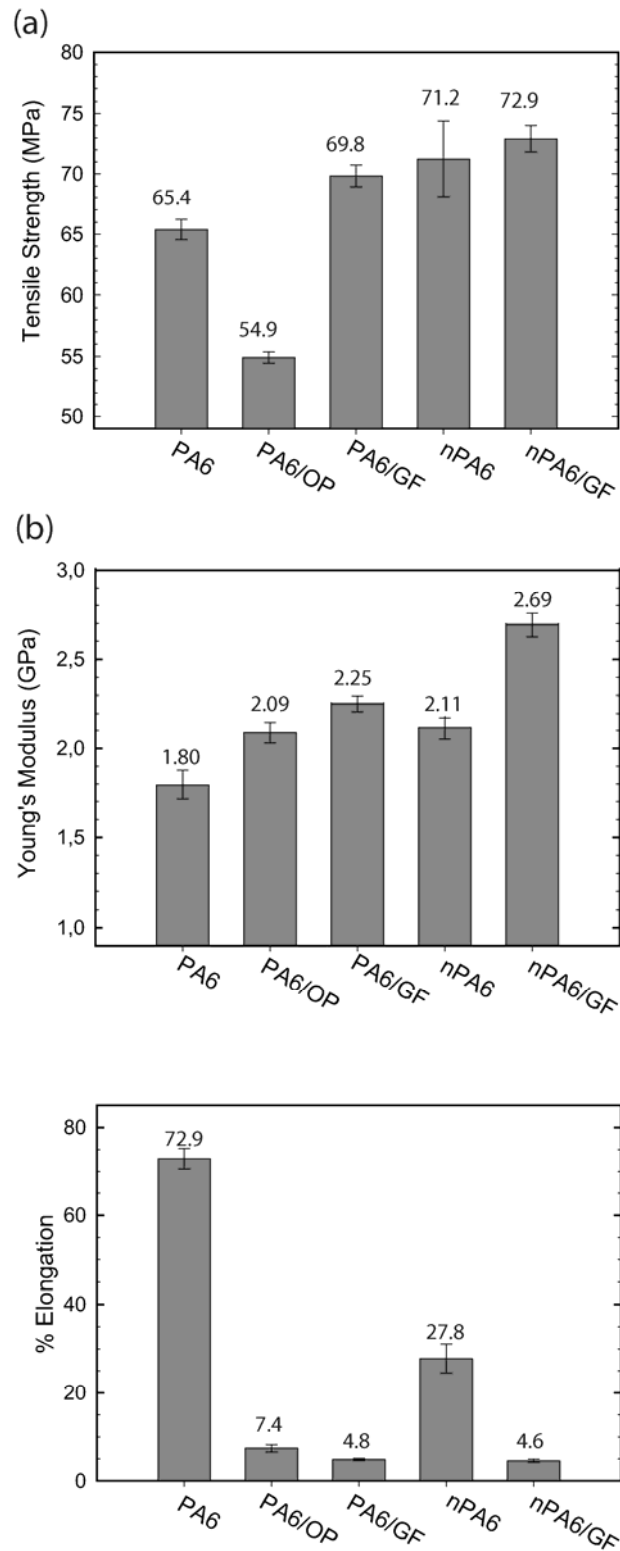 (a)
Tensile Strength (MPa)
80
75
70
65
60
55
50
65.4
54.9
69.8
71.2
72.9
PA6
PA6/OP
PA6/GF
nPA6
nPA6/GF
(b)
Young's Modulus (GPa)
3,0
2,5
2,0
1,5
1,0
1.80
2.09
2.25
2.11
2.69
PA6
PA6/OP
PA6/GF
nPA6
nPA6/GF
% Elongation
80
60
40
20
0
72.9
7.4
4.8
27.8
4.6
PA6
PA6/OP
PA6/GF
nPA6
nPA6/GF